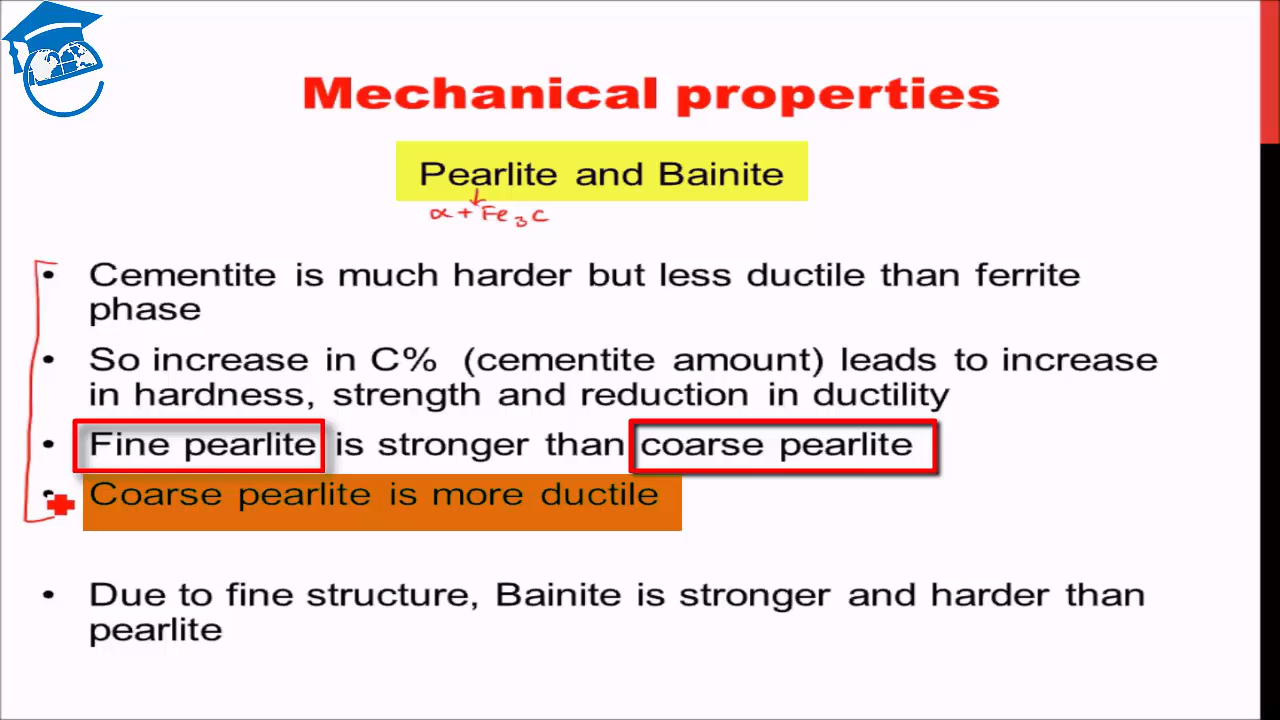 Mechanical properties
Pearlite and Bainite
α + Fe3C
• Cementite is much harder but less ductile than ferrite
phase
• So increase in C% (cementite amount) leads to increase
in hardness, strength and reduction in ductility
• Fine pearlite is stronger than coarse pearlite
• Coarse pearlite is more ductile
• Due to fine structure, Bainite is stronger and harder than
pearlite